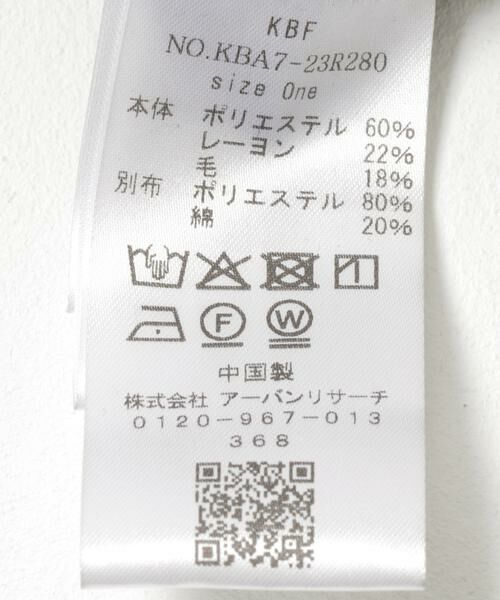 KBF
NO.KBA7-23R280
size One
本体 ポリエステル 60%
レーヨン 22%
毛 18%
別布 ポリエステル 80%
綿 20%
F W
中国製
株式会社 アーバンリサーチ
0120-967-013
368